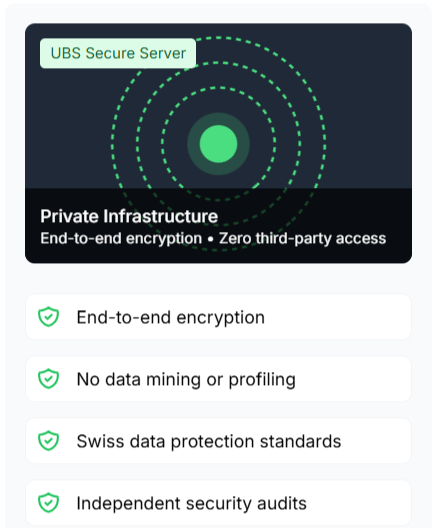 UBS Secure Server
Private Infrastructure
End-to-end encryption • Zero third-party access
End-to-end encryption
No data mining or profiling
Swiss data protection standards
Independent security audits